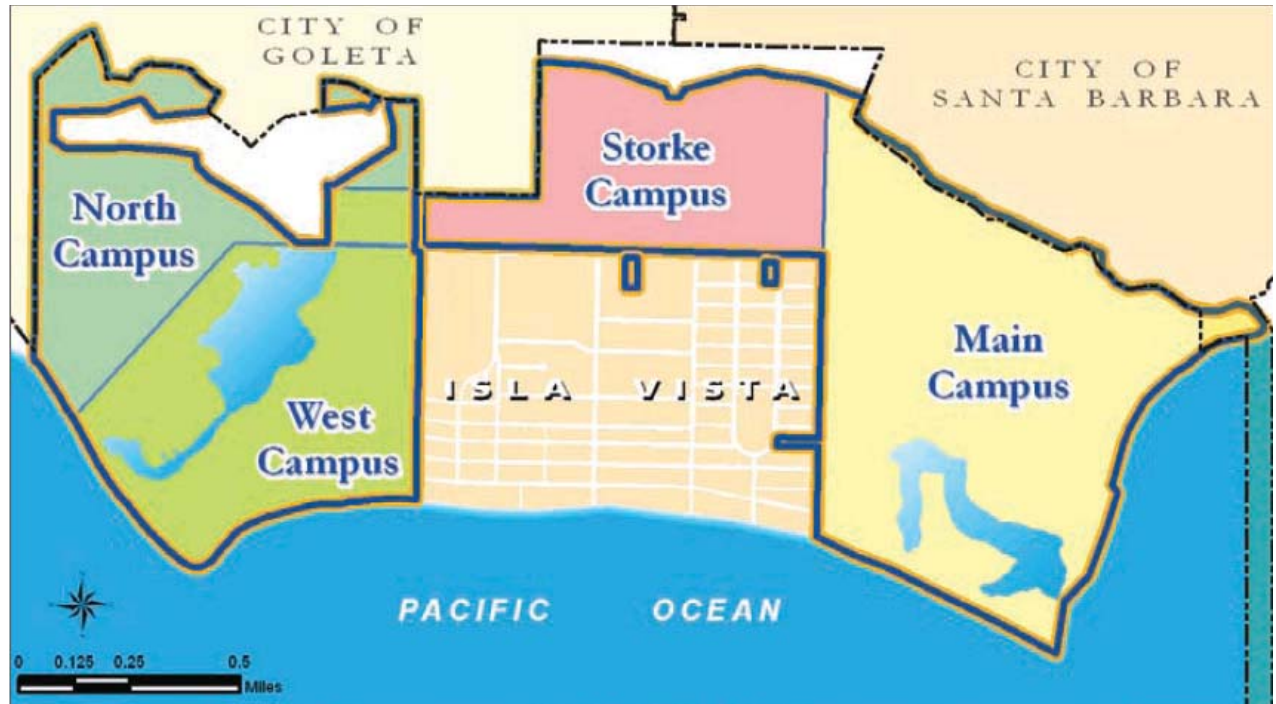 CITY OF
GOLETA
CITY OF
SANTA BARBARA
Storke
Campus
North
Campus
Main
Campus
ISLA VISTA
West
Campus
PACIFIC OCEAN
0 0.125 0.25 0.5
Miles